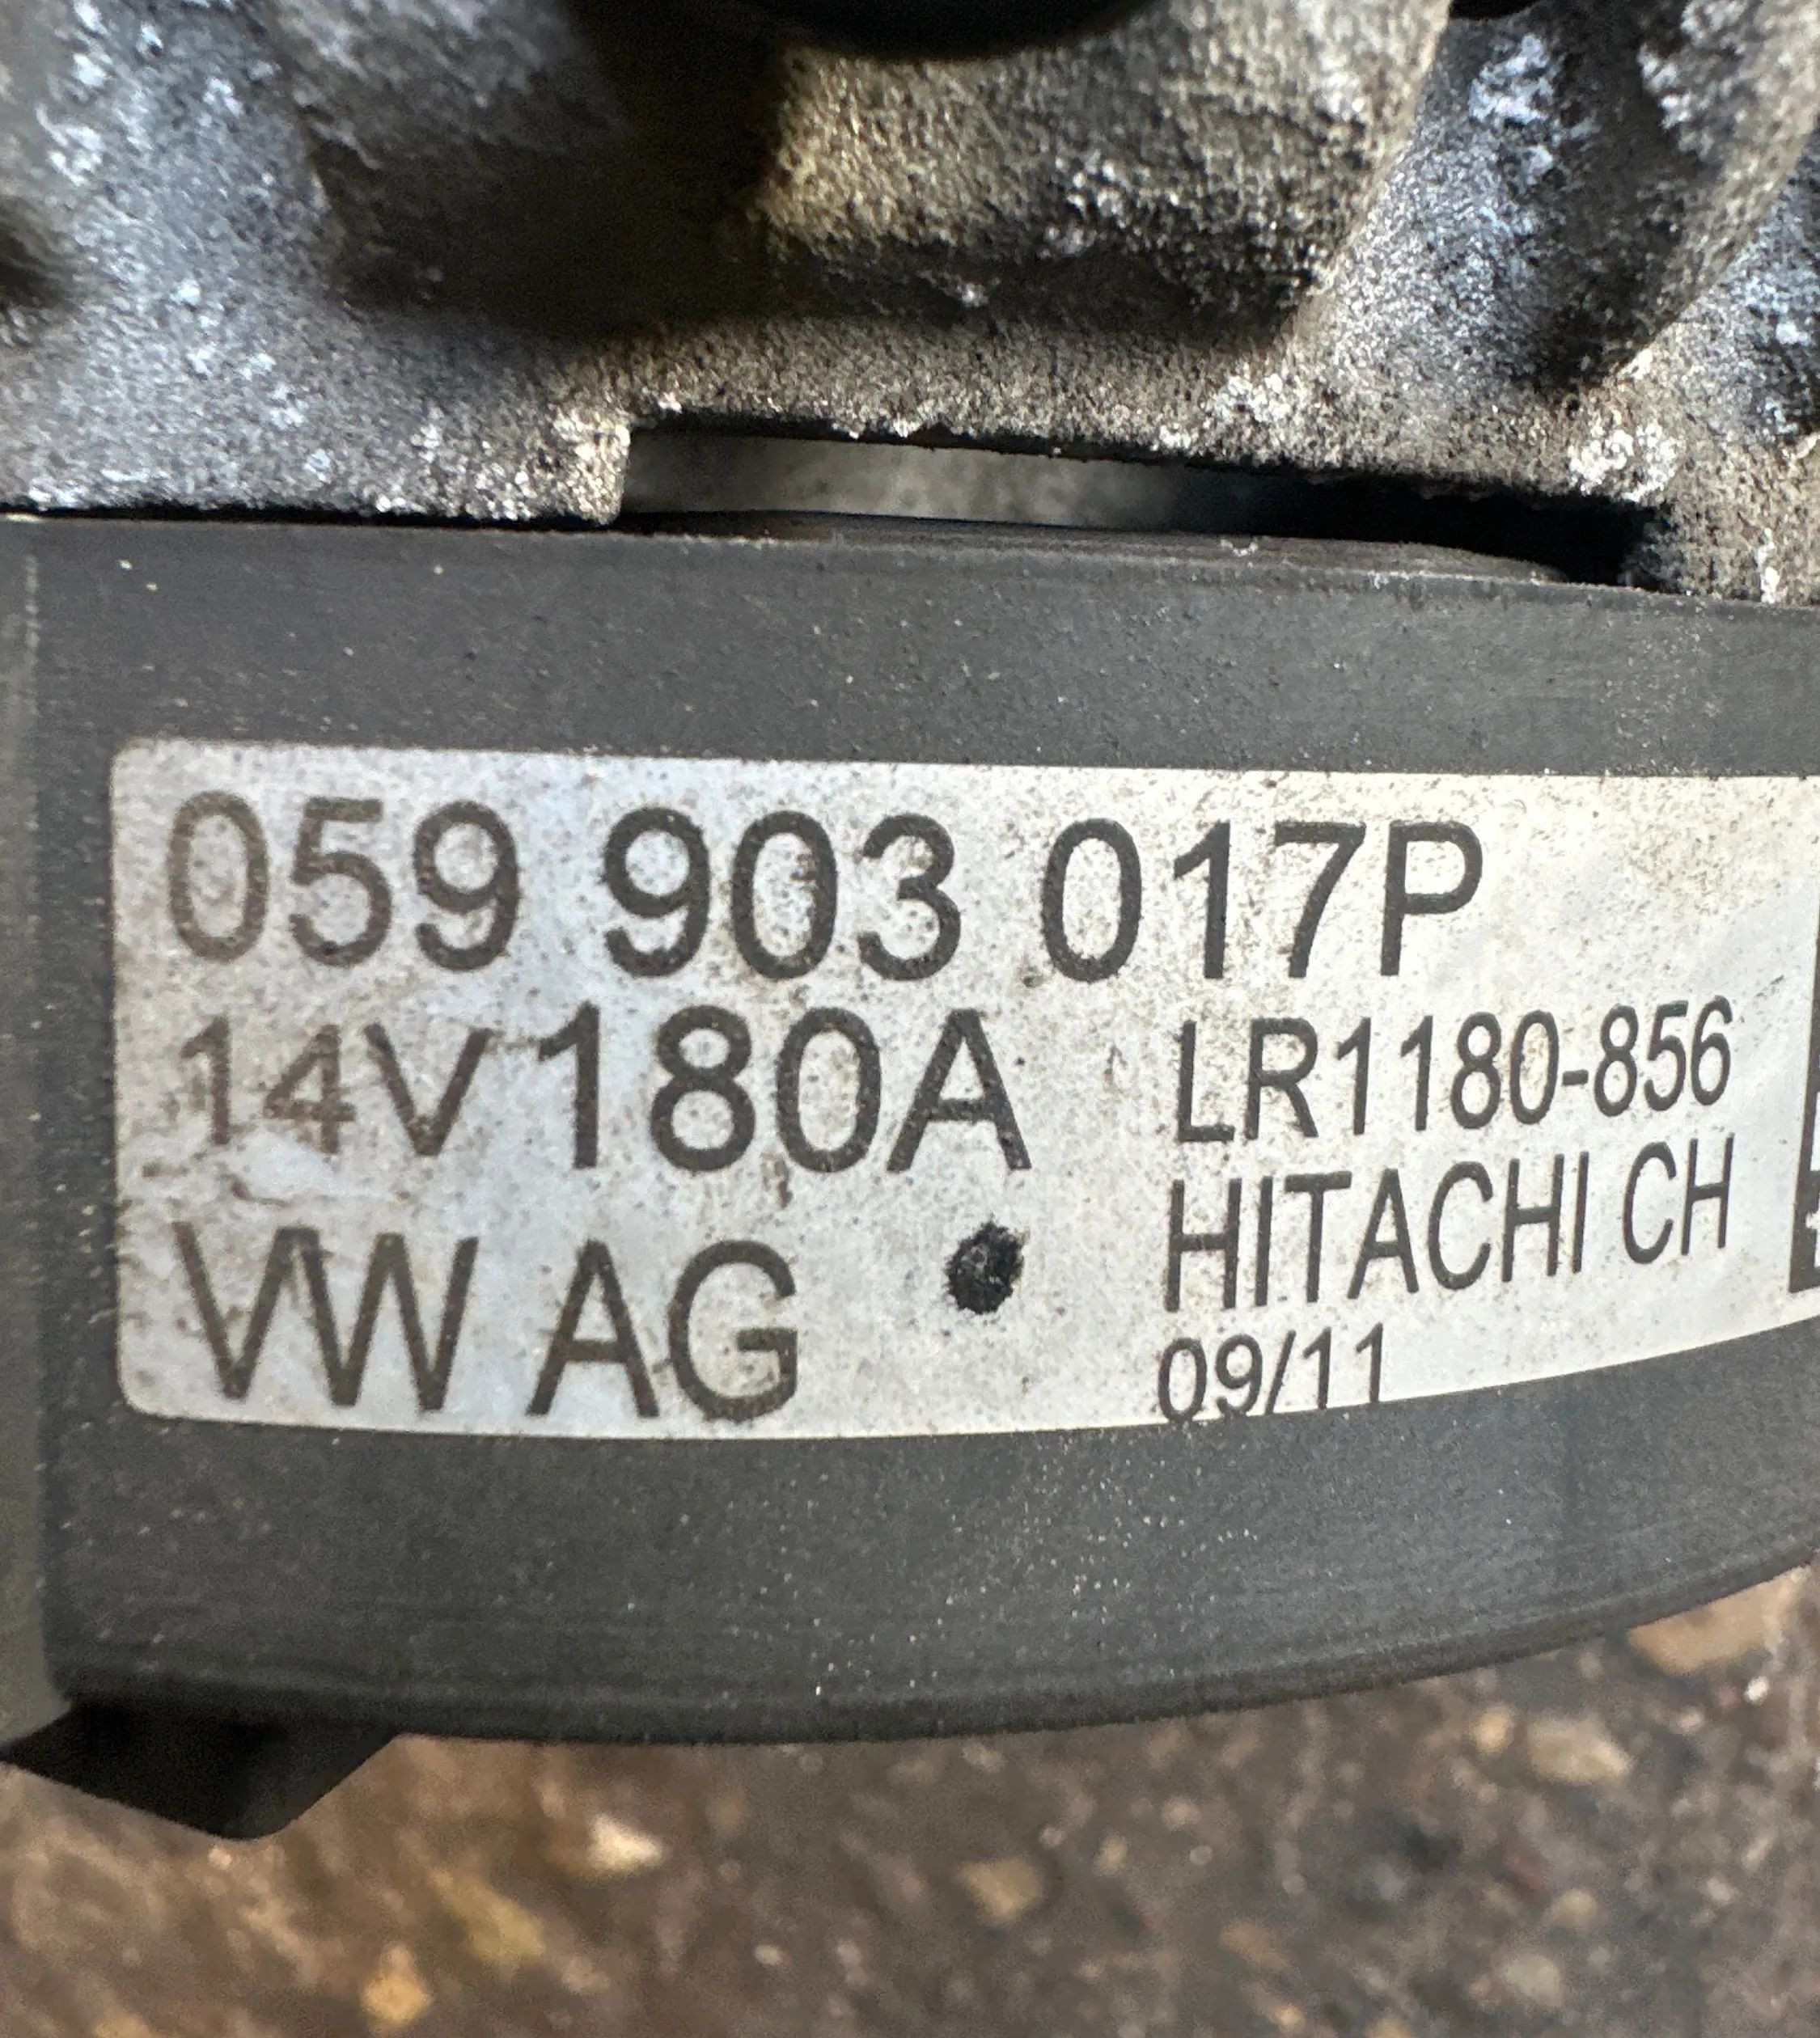 059 903 017P
14V 180A LR1180-856
VW AG HITACHI CH
09/11